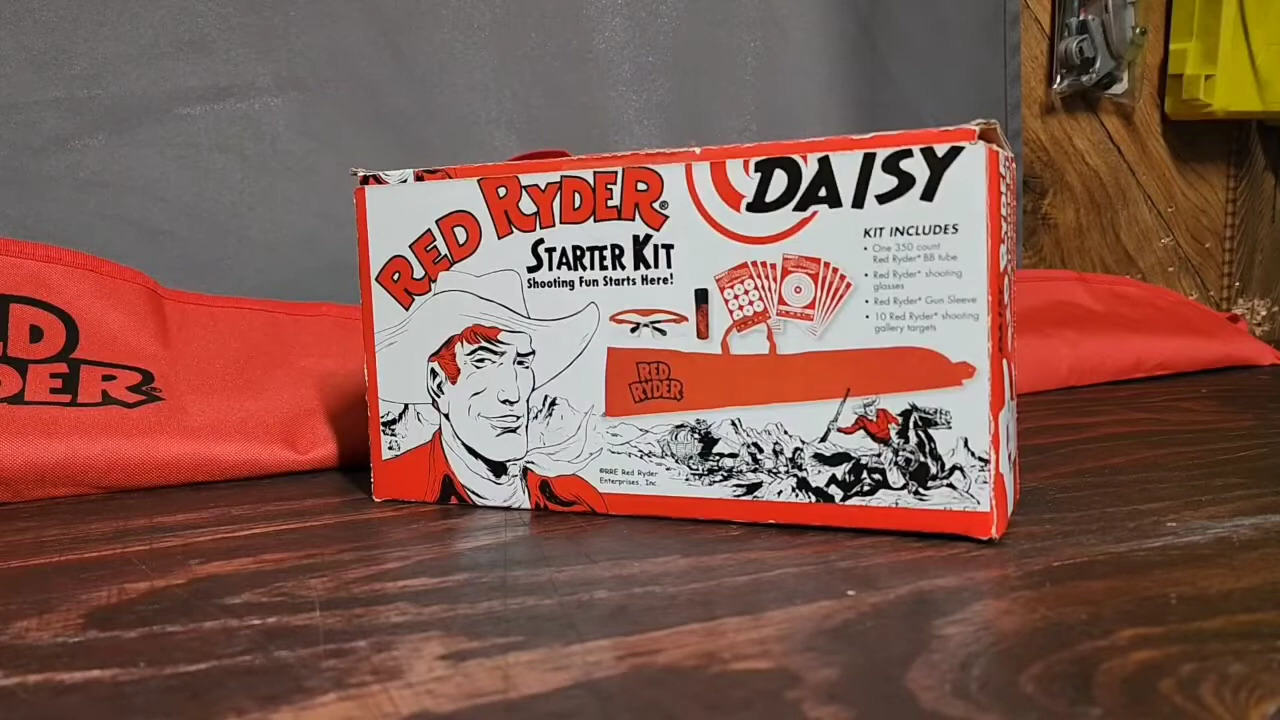 RED RYDER®
STARTER KIT
Shooting Fun Starts Here!
DAISY
KIT INCLUDES
• One 350 count
Red Ryder® BB tube
• Red Ryder® shooting
glasses
• Red Ryder® Gun Sleeve
• 10 Red Ryder® shooting
gallery targets
RED
RYDER
©RRE Red Ryder
Enterprises, Inc.